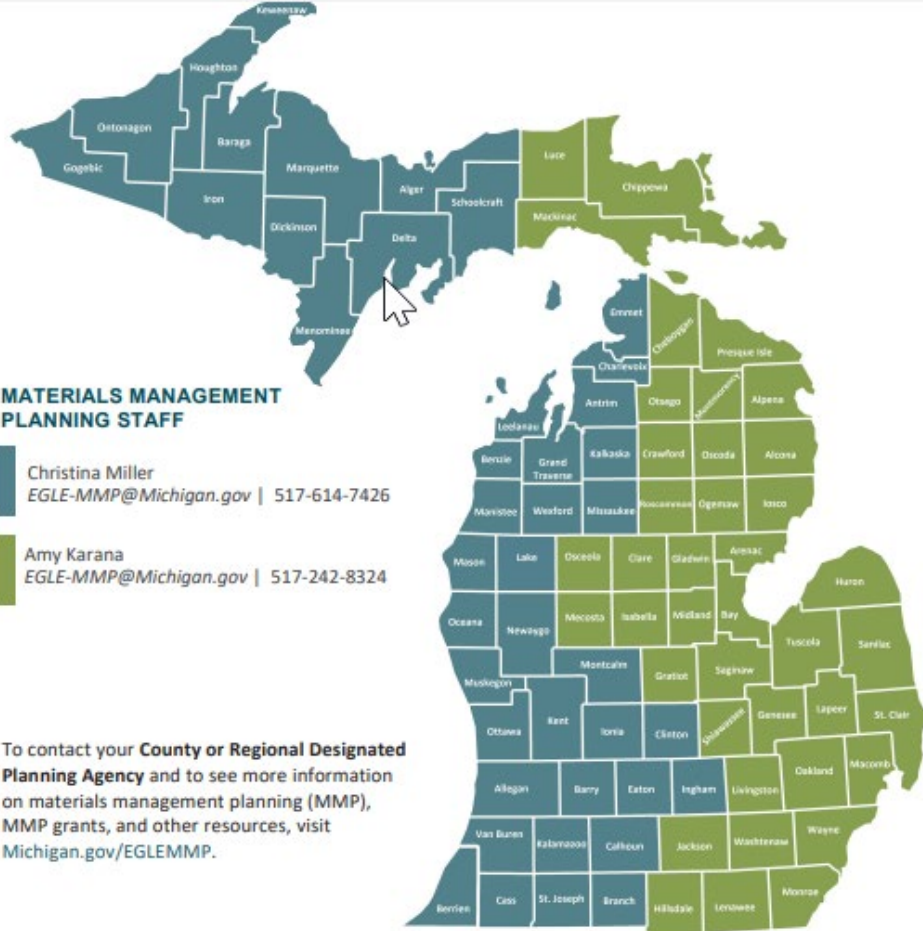 Keweenaw
Houghton
Ontonagon
Baraga
Gogebic
Marquette
Iron
Alger
Schoolcraft
Luce
Chippewa
Mackinac
Dickinson
Delta
Menominee
Emmet
Cheboygan
Presque Isle
Charlevoix
Antrim
Otsego
Montmorency
Alpena
Leelanau
Benzie
Grand
Traverse
Kalkaska
Crawford
Oscoda
Alcona
Manistee
Wexford
Missaukee
Roscommon
Ogemaw
Iosco
Mason
Lake
Osceola
Clare
Gladwin
Arenac
Huron
Oceana
Newaygo
Mecosta
Isabella
Midland
Bay
Tuscola
Sanilac
Muskegon
Montcalm
Gratiot
Saginaw
Ottawa
Kent
Ionia
Clinton
Shiawassee
Genesee
Lapeer
St. Clair
Allegan
Barry
Eaton
Ingham
Livingston
Oakland
Macomb
Van Buren
Kalamazoo
Calhoun
Jackson
Washtenaw
Wayne
Berrien
Cass
St. Joseph
Branch
Hillsdale
Lenawee
Monroe
MATERIALS MANAGEMENT
PLANNING STAFF
Christina Miller
EGLE-MMP@Michigan.gov | 517-614-7426
Amy Karana
EGLE-MMP@Michigan.gov | 517-242-8324
To contact your County or Regional Designated
Planning Agency and to see more information
on materials management planning (MMP),
MMP grants, and other resources, visit
Michigan.gov/EGLEMMP.